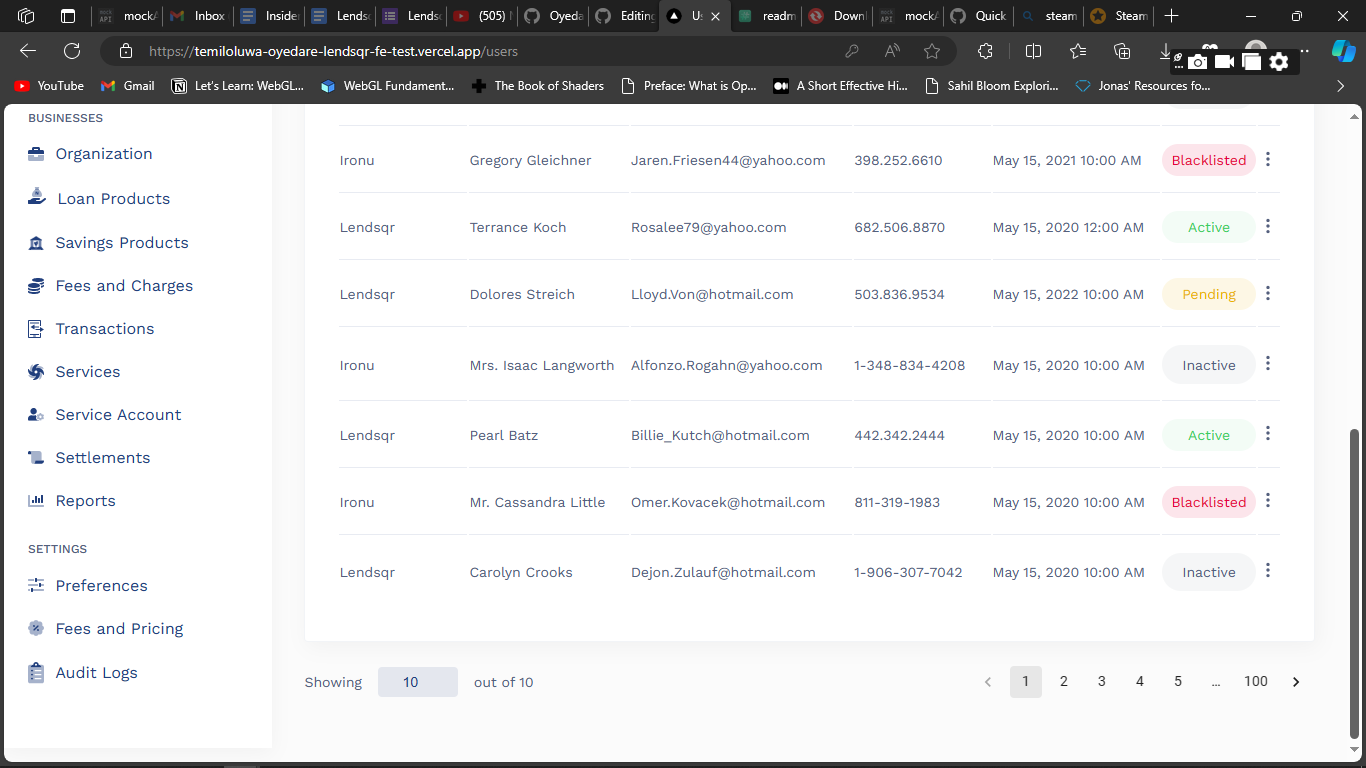 mockA
Inbox
Insider
Lendsq
Lendsq
(505)
Oyeda
Editing
Us
readm
Downl
mockA
Quick
steam
Steam
https://temiloluwa-oyedare-lendsqr-fe-test.vercel.app/users
YouTube
Gmail
Let's Learn: WebGL...
WebGL Fundament...
The Book of Shaders
Preface: What is Op...
A Short Effective Hi...
Sahil Bloom Explori...
Jonas' Resources fo...
BUSINESSES
Organization
Loan Products
Savings Products
Fees and Charges
Transactions
Services
Service Account
Settlements
Reports
SETTINGS
Preferences
Fees and Pricing
Audit Logs
Ironu Gregory Gleichner Jaren.Friesen44@yahoo.com 398.252.6610 May 15, 2021 10:00 AM Blacklisted
Lendsqr Terrance Koch Rosalee79@yahoo.com 682.506.8870 May 15, 2020 12:00 AM Active
Lendsqr Dolores Streich Lloyd.Von@hotmail.com 503.836.9534 May 15, 2022 10:00 AM Pending
Ironu Mrs. Isaac Langworth Alfonzo.Rogahn@yahoo.com 1-348-834-4208 May 15, 2020 10:00 AM Inactive
Lendsqr Pearl Batz Billie_Kutch@hotmail.com 442.342.2444 May 15, 2020 10:00 AM Active
Ironu Mr. Cassandra Little Omer.Kovacek@hotmail.com 811-319-1983 May 15, 2020 10:00 AM Blacklisted
Lendsqr Carolyn Crooks Dejon.Zulauf@hotmail.com 1-906-307-7042 May 15, 2020 10:00 AM Inactive
Showing 10 out of 10
1 2 3 4 5 ... 100